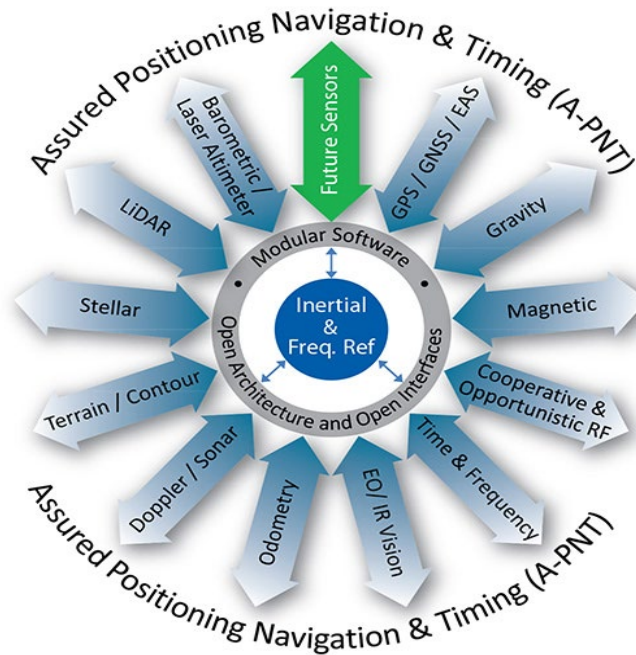 Assured Positioning Navigation & Timing (A-PNT)
Future Sensors
GPS / GNSS / EAS
Gravity
Magnetic
Cooperative &
Opportunistic RF
Time & Frequency
EO/ IR Vision
Odometry
Doppler / Sonar
Terrain / Contour
Stellar
LiDAR
Barometric /
Laser Altimeter
Modular Software
Open Architecture and Open Interfaces
Inertial
&
Freq. Ref
Assured Positioning Navigation & Timing (A-PNT)